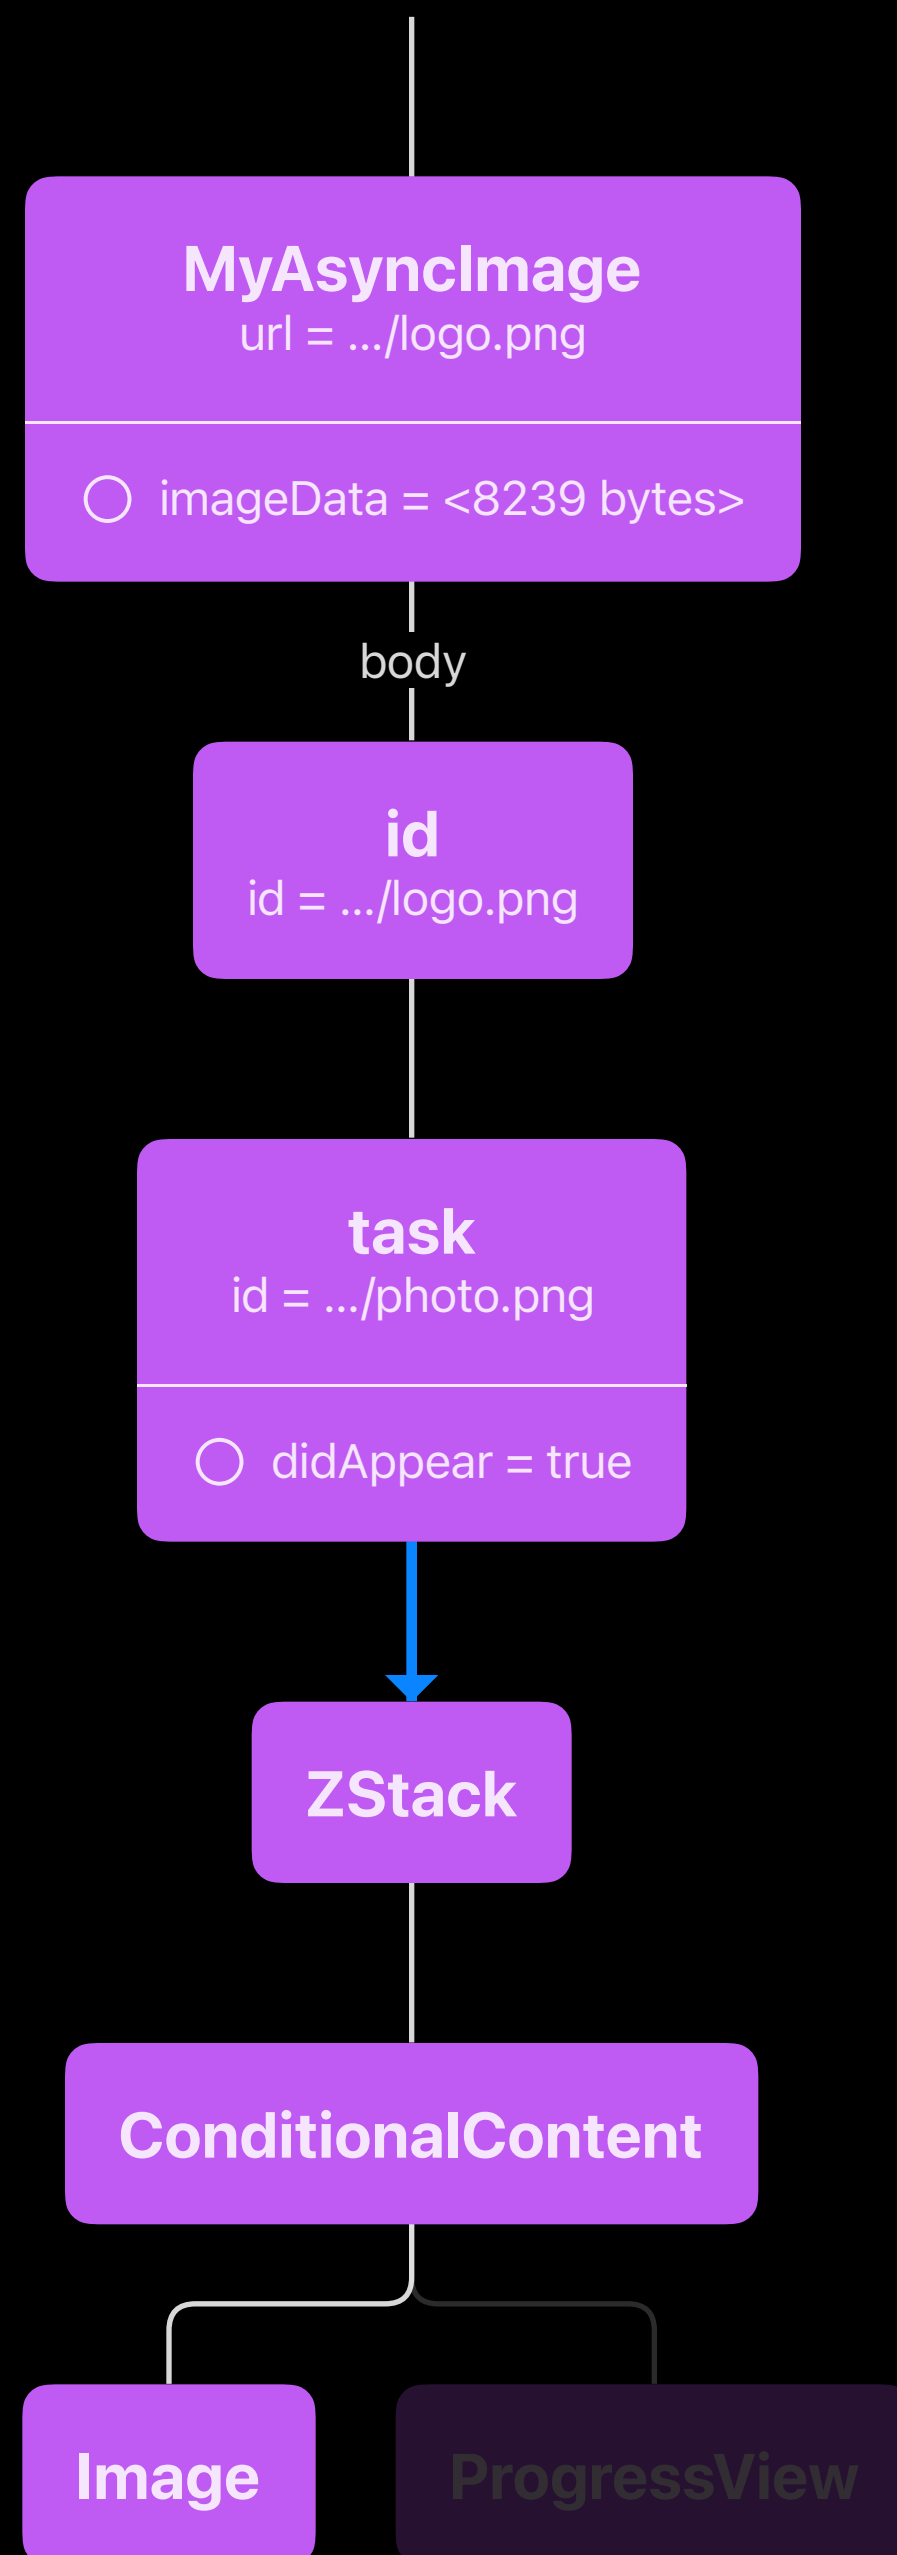 MyAsyncImage
url = .../logo.png
imageData = <8239 bytes>
body
id
id = .../logo.png
task
id = .../photo.png
didAppear = true
ZStack
ConditionalContent
Image
ProgressView